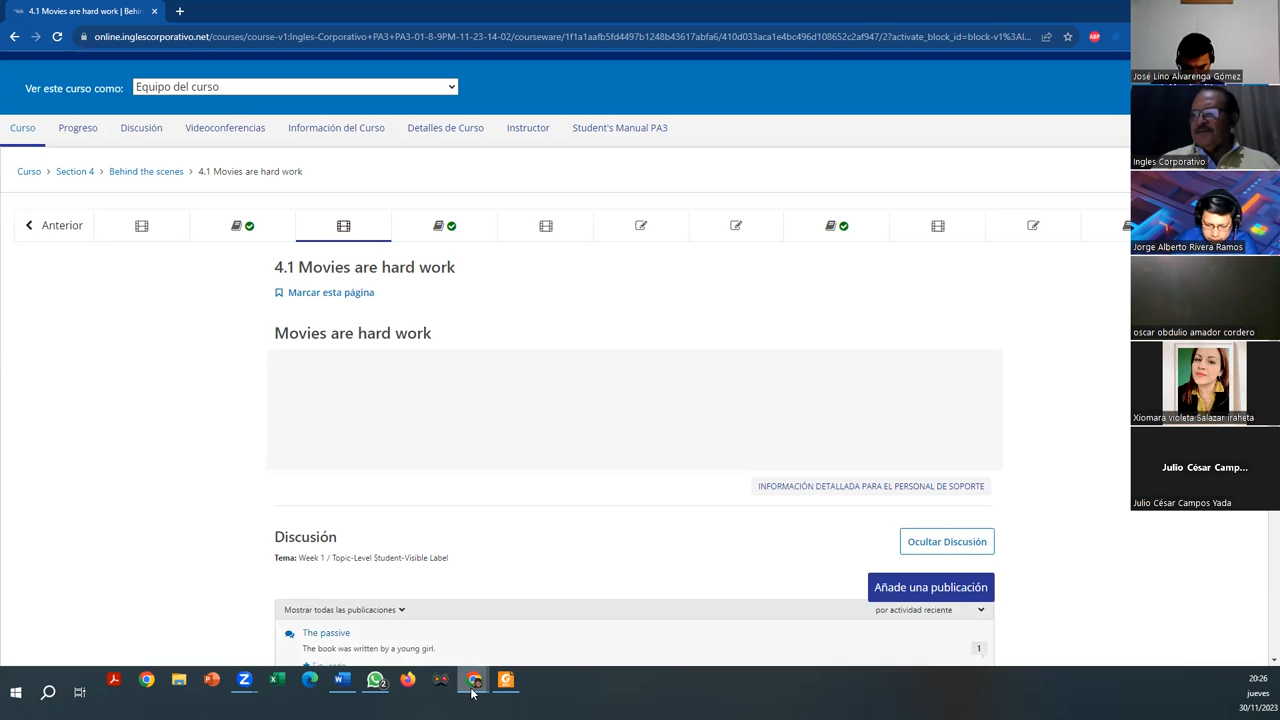 4.1 Movies are hard work | Behin
online.inglescorporativo.net/courses/course-v1:Ingles-Corporativo+PA3+PA3-01-8-9PM-11-23-14-02/courseware/1f1a1aafb5fd4497b1248b43617abfa6/410d033aca1e4bc496d108652c2af947/2?activate_block_id=block-v1%3AI...
Ver este curso como:
Equipo del curso
Curso
Progreso
Discusión
Videoconferencias
Información del Curso
Detalles de Curso
Instructor
Student's Manual PA3
Curso > Section 4 > Behind the scenes > 4.1 Movies are hard work
Anterior
4.1 Movies are hard work
Marcar esta página
Movies are hard work
INFORMACIÓN DETALLADA PARA EL PERSONAL DE SOPORTE
Discusión
Ocultar Discusión
Tema: Week 1 / Topic-Level Student-Visible Label
Añade una publicación
Mostrar todas las publicaciones
por actividad reciente
The passive
The book was written by a young girl.
1
José Lino Alvarenga Gómez
Ingles Corporativo
Jorge Alberto Rivera Ramos
oscar obdulio amador cordero
Xiomara violeta Salazar iraheta
Julio César Camp...
Julio César Campos Yada
2
20:26
jueves
30/11/2023